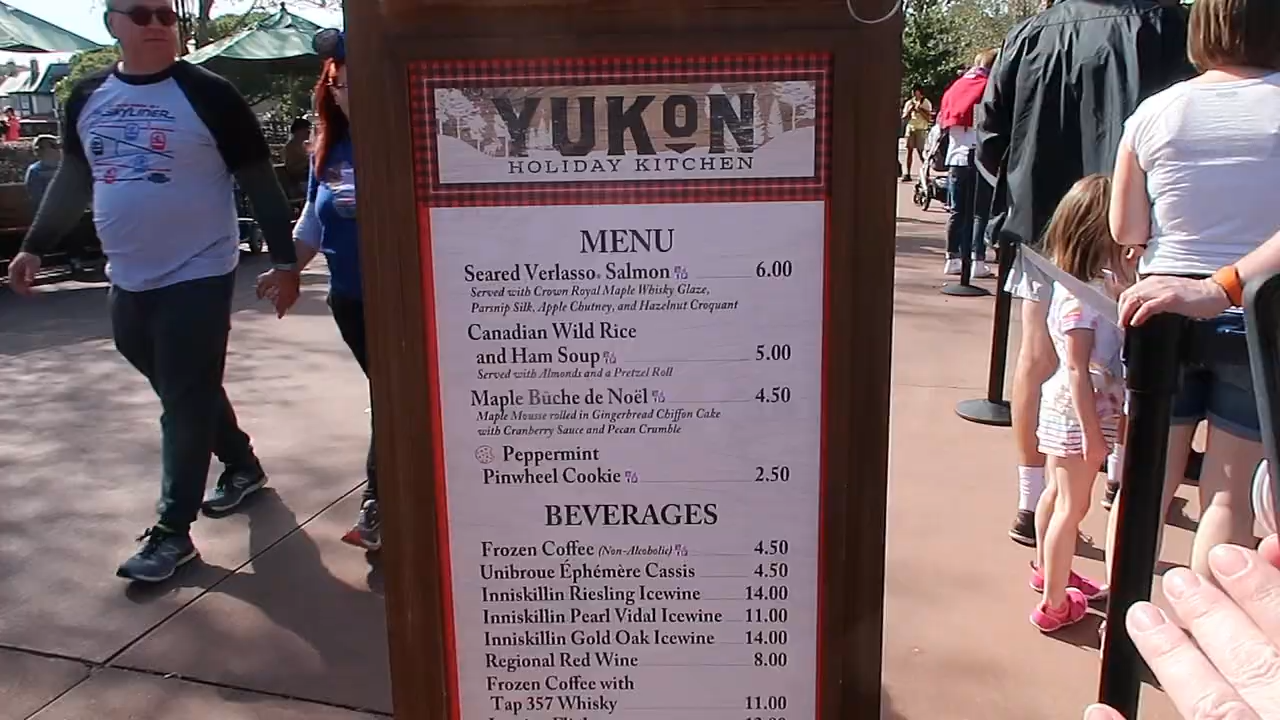 SKYLINER
YUKON
HOLIDAY KITCHEN
MENU
Seared Verlasso® Salmon 6.00
Served with Crown Royal Maple Whisky Glaze,
Parsnip Silk, Apple Chutney, and Hazelnut Croquant
Canadian Wild Rice
and Ham Soup 5.00
Served with Almonds and a Pretzel Roll
Maple Bûche de Noël 4.50
Maple Mousse rolled in Gingerbread Chiffon Cake
with Cranberry Sauce and Pecan Crumble
Peppermint
Pinwheel Cookie 2.50
BEVERAGES
Frozen Coffee (Non-Alcoholic) 4.50
Unibroue Éphémère Cassis 4.50
Inniskillin Riesling Icewine 14.00
Inniskillin Pearl Vidal Icewine 11.00
Inniskillin Gold Oak Icewine 14.00
Regional Red Wine 8.00
Frozen Coffee with
Tap 357 Whisky 11.00